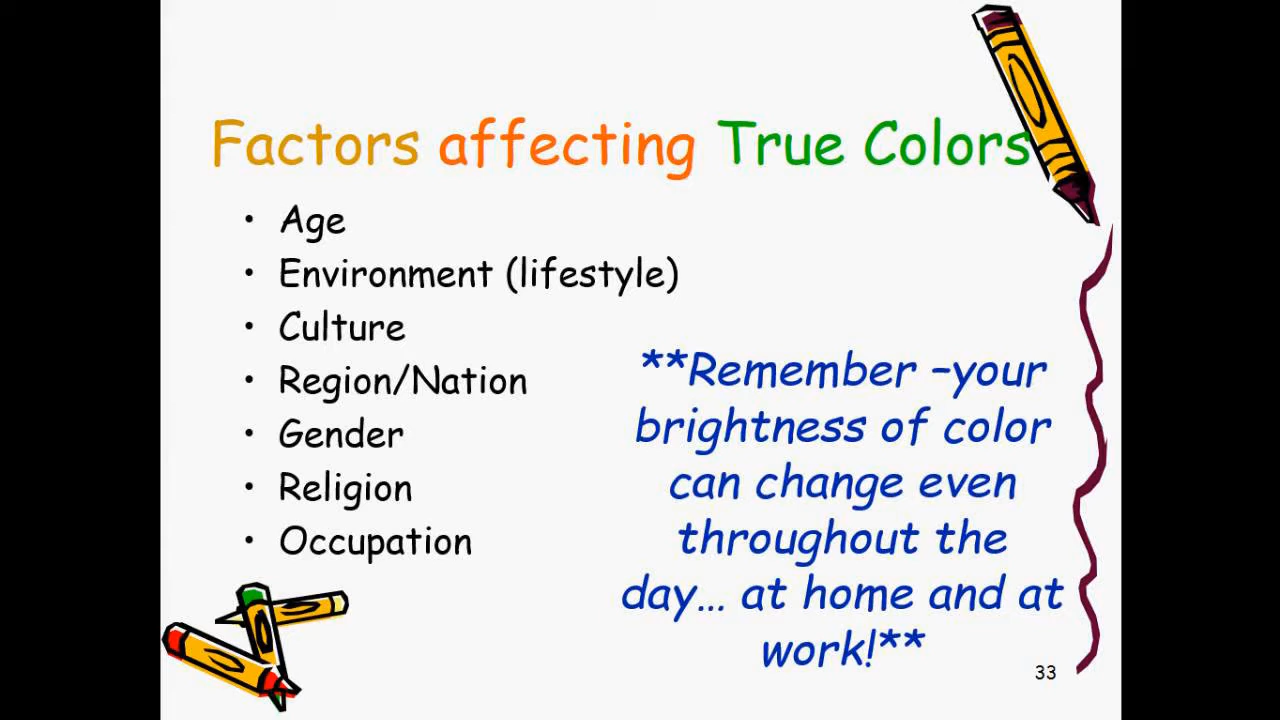 Factors affecting True Colors
• Age
• Environment (lifestyle)
• Culture
• Region/Nation
• Gender
• Religion
• Occupation
**Remember –your
brightness of color
can change even
throughout the
day… at home and at
work!**
33